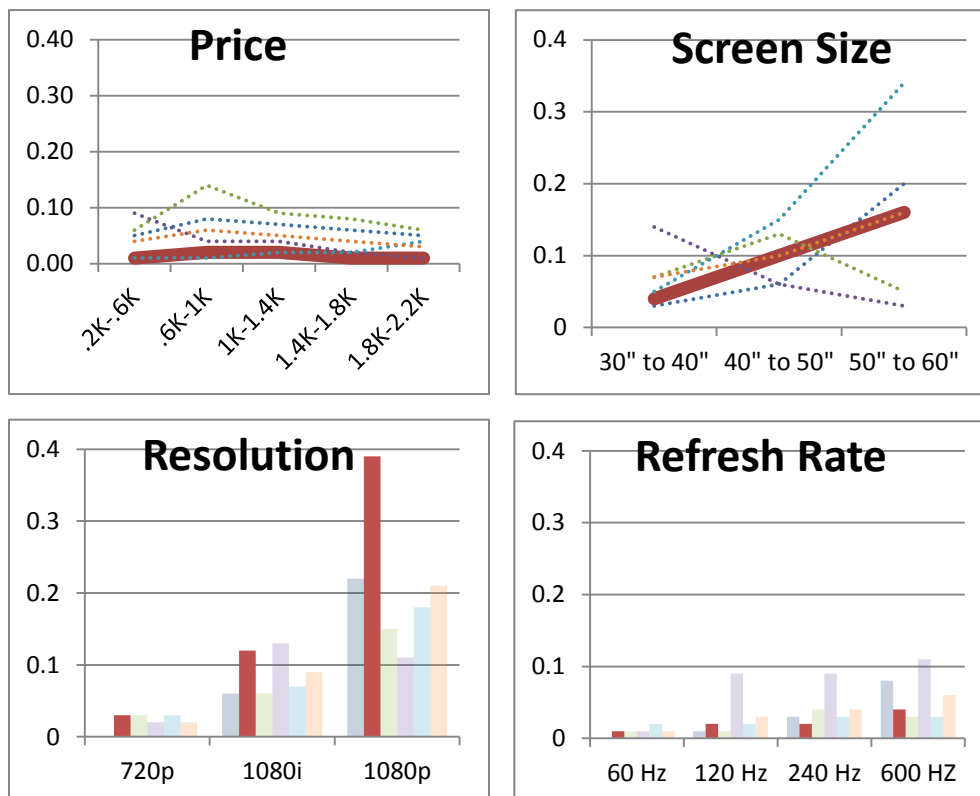 Price
0.40
0.30
0.20
0.10
0.00
.2K-.6K
.6K-1K
1K-1.4K
1.4K-1.8K
1.8K-2.2K
Screen Size
0.4
0.3
0.2
0.1
0
30" to 40"
40" to 50"
50" to 60"
Resolution
0.4
0.3
0.2
0.1
0
720p
1080i
1080p
Refresh Rate
0.4
0.3
0.2
0.1
0
60 Hz
120 Hz
240 Hz
600 HZ